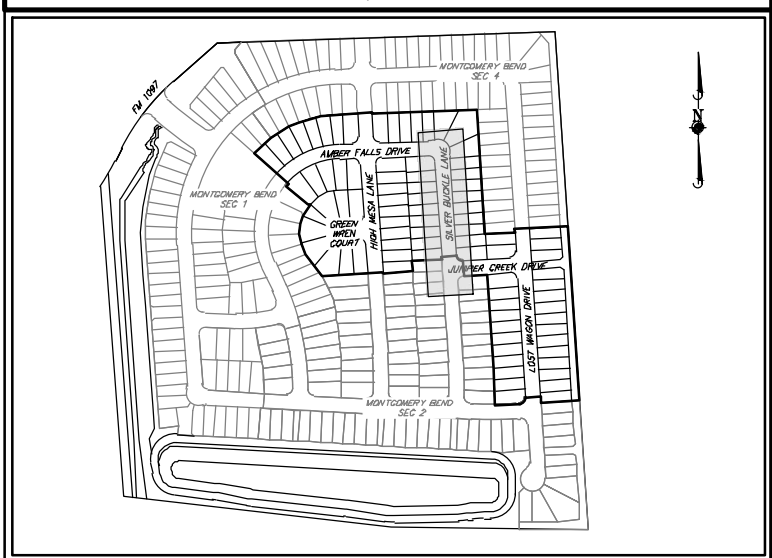 MONTGOMERY BEND
SEC 4
FM 1097
N
AMBER FALLS DRIVE
SILVER BUCKLE LANE
HIGH MESA LANE
MONTGOMERY BEND
SEC 1
GREEN
WREN
COURT
JUNIPER CREEK DRIVE
LOST WAGON DRIVE
MONTGOMERY BEND
SEC 2